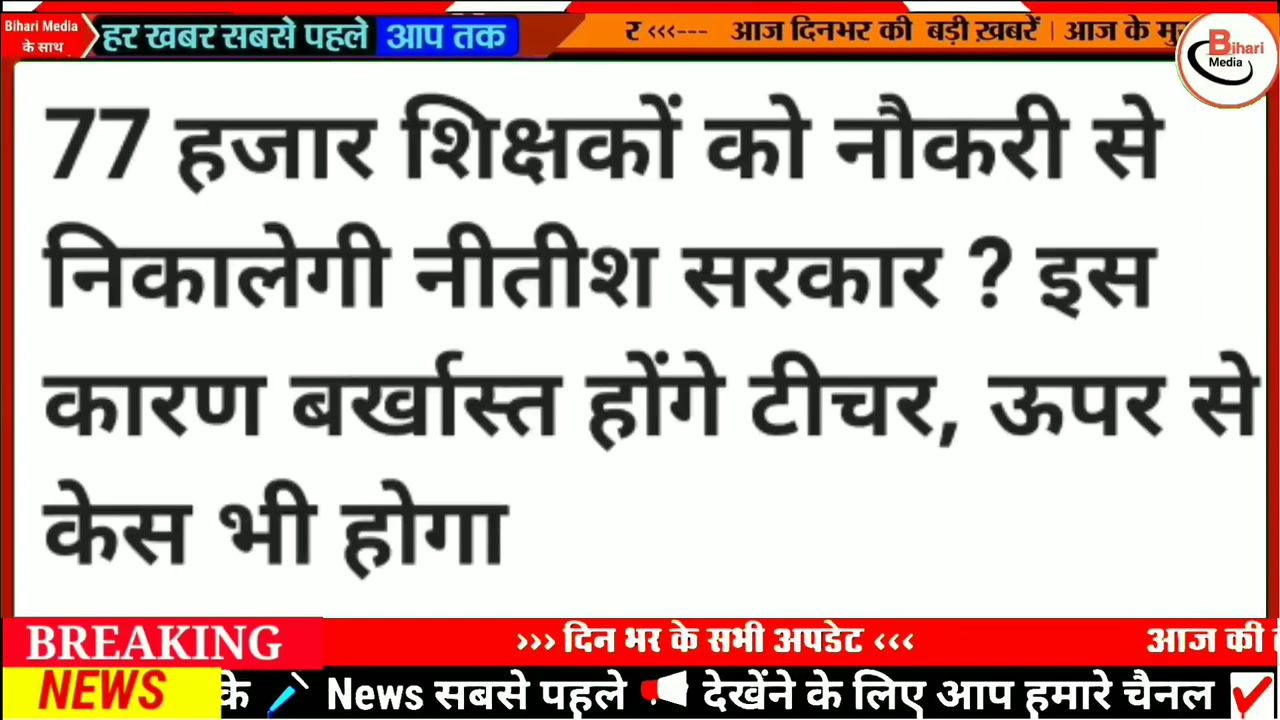 Bihari Media
के साथ
हर खबर सबसे पहले आप तक
र <<<--- आज दिनभर की बड़ी ख़बरें | आज के
Bihari
Media
77 हजार शिक्षकों को नौकरी से
निकालेगी नीतीश सरकार ? इस
कारण बर्खास्त होंगे टीचर, ऊपर से
केस भी होगा
BREAKING
NEWS
>>> दिन भर के सभी अपडेट <<< आज की
के News सबसे पहले देखेंने के लिए आप हमारे चैनल